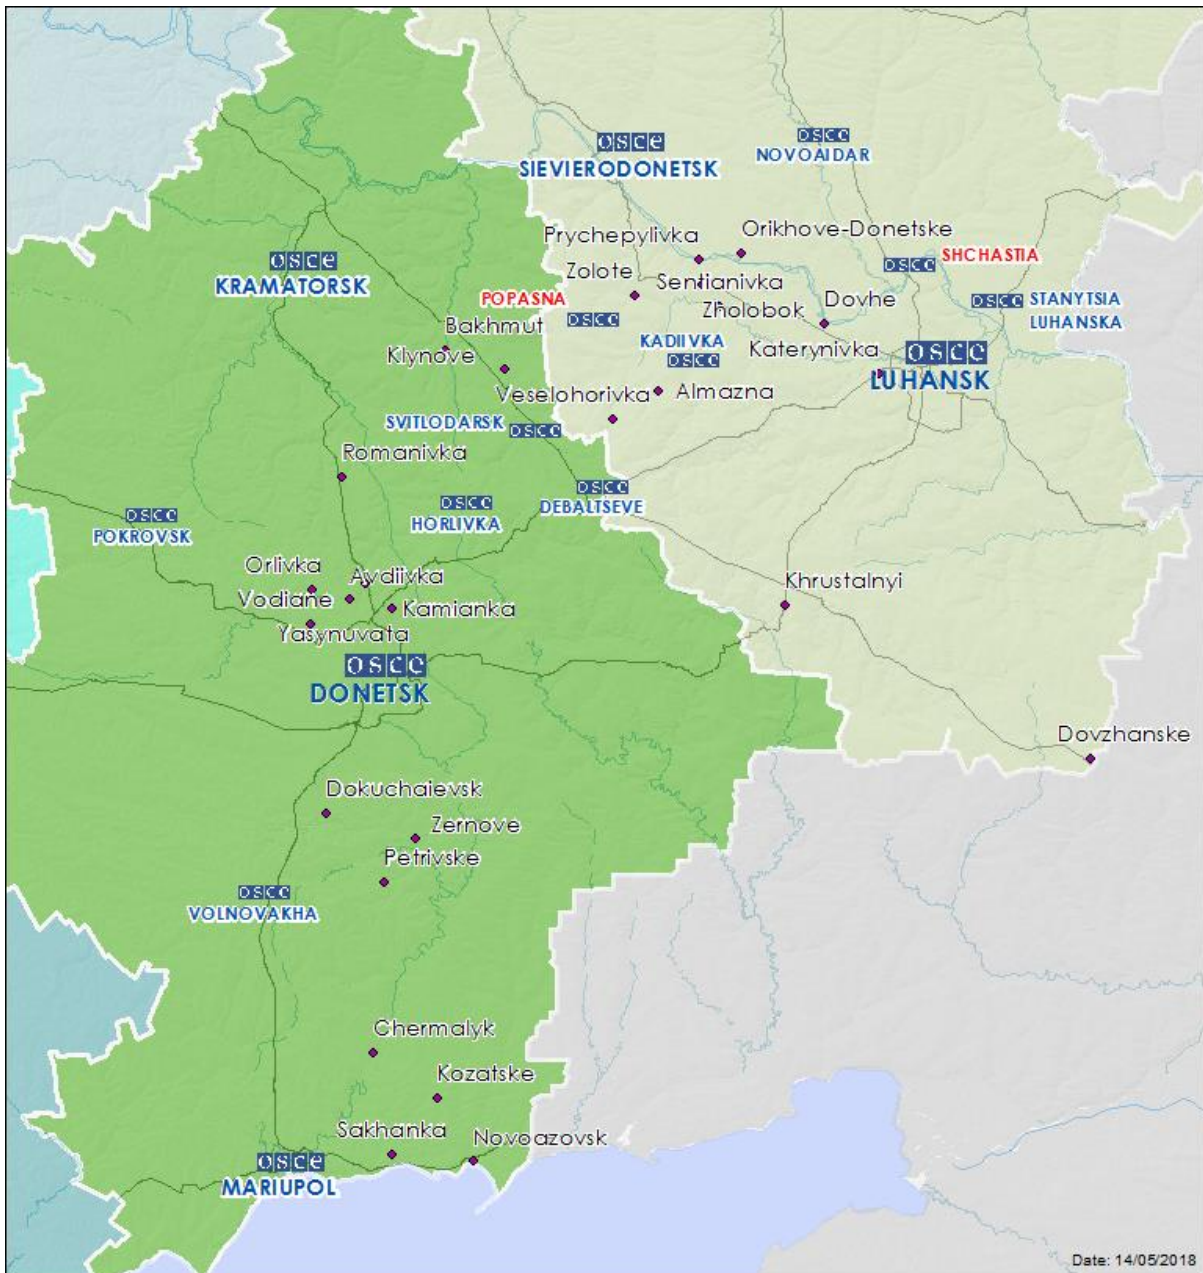 OSCE
SIEVIERODONETSK
OSCE
NOVOAIDAR
OSCE
KRAMATORSK
Prychepylivka
Orikhove-Donetske
OSCE
SHCHASTIA
Zolote
Sentianivka
POPASNA
OSCE
Zholobok
Dovhe
OSCE
STANYTSIA
LUHANSKA
Bakhmut
KADIIVKA
OSCE
Katerynivka
OSCE
LUHANSK
Klynove
Veselohorivka
Almazna
SVITLODARSK
OSCE
Romanivka
OSCE
POKROVSK
OSCE
HORLIVKA
OSCE
DEBALTSEVE
Orlivka
Avdiivka
Vodiane
Kamianka
Khrustalnyi
Yasynuvata
OSCE
DONETSK
Dovzhanske
Dokuchaievsk
Zernove
Petrivske
OSCE
VOLNOVAKHA
Chermalyk
Kozatske
Sakhanka
Novoazovsk
OSCE
MARIUPOL
Date: 14/05/2018